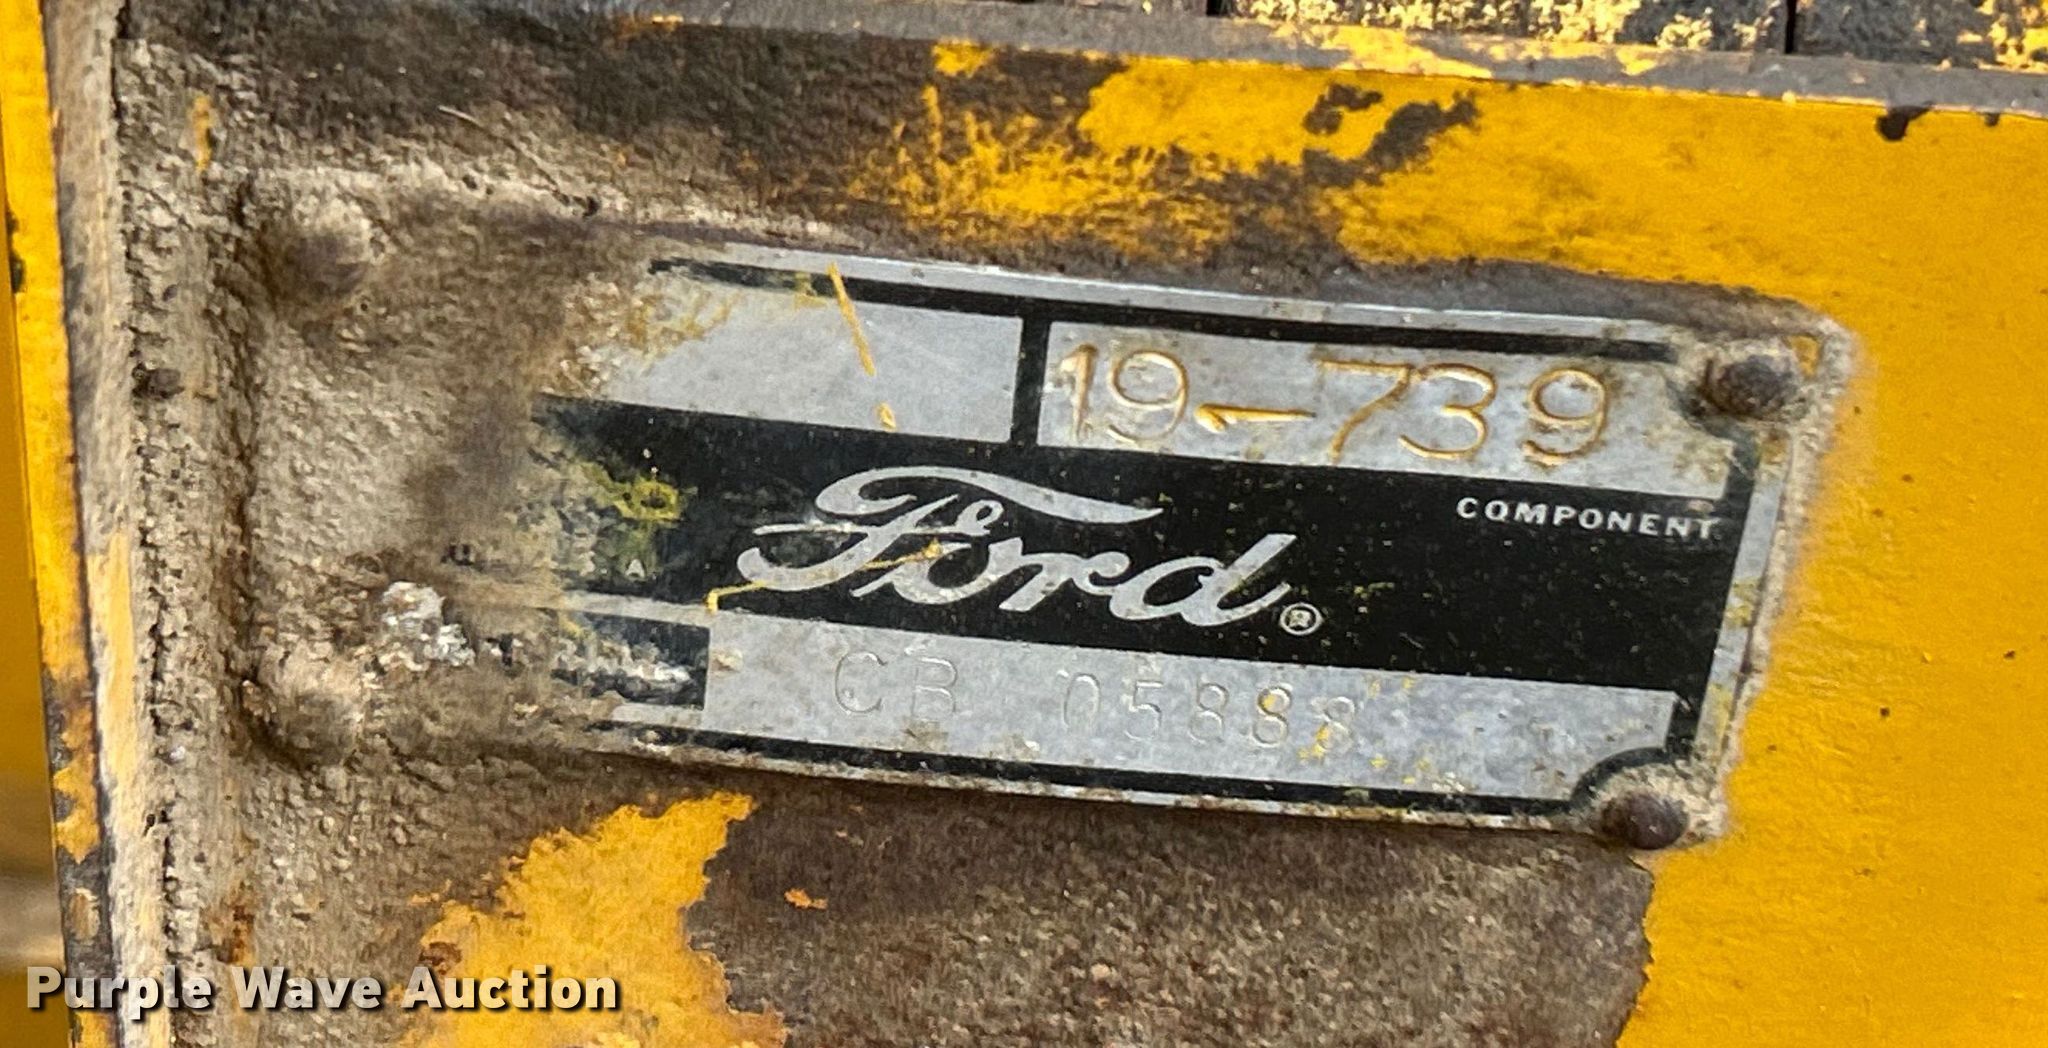 19-739
COMPONENT
Ford®
CB 05888
Purple Wave Auction